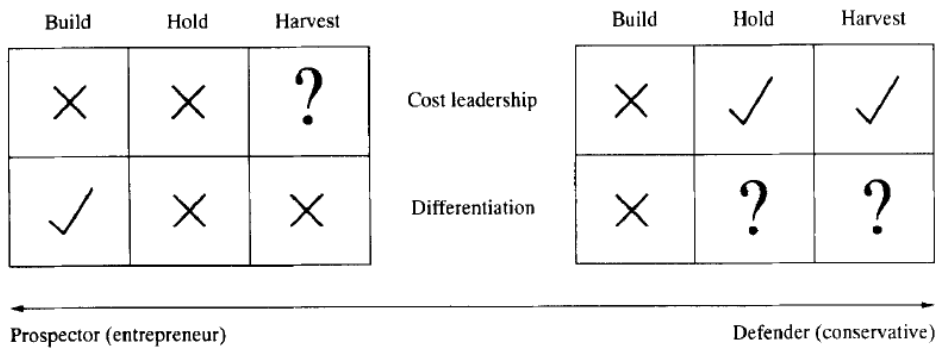 Build Hold Harvest Build Hold Harvest
? Cost leadership
Differentiation ? ?
Prospector (entrepreneur) Defender (conservative)